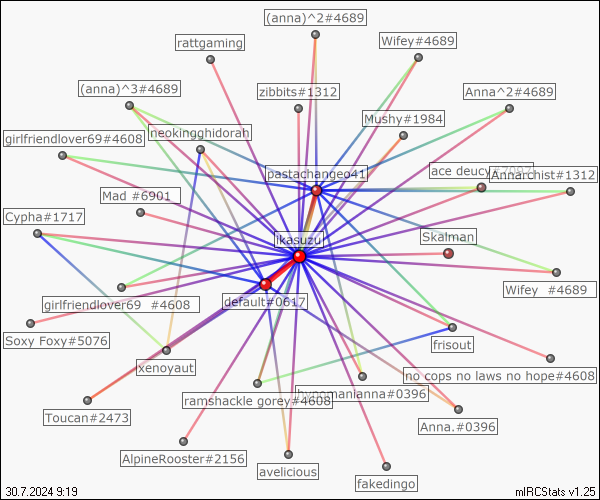 (anna)^2#4689
rattgaming
Wifey#4689
(anna)^3#4689
zibbits#1312
Anna^2#4689
Mushy#1984
neokingghidorah
girlfriendlover69#4608
pastachangeo41
ace deucy#7097
Annarchist#1312
Mad #6901
Cypha#1717
ikasuzu
Skalman
Wifey #4689
girlfriendlover69 #4608
default#0617
Soxy Foxy#5076
frisout
xenoyaut
no cops no laws no hope#4608
hypomanianna#0396
ramshackle gorey#4608
Toucan#2473
Anna.#0396
AlpineRooster#2156
avelicious
fakedingo
30.7.2024 9:19
mIRCStats v1.25